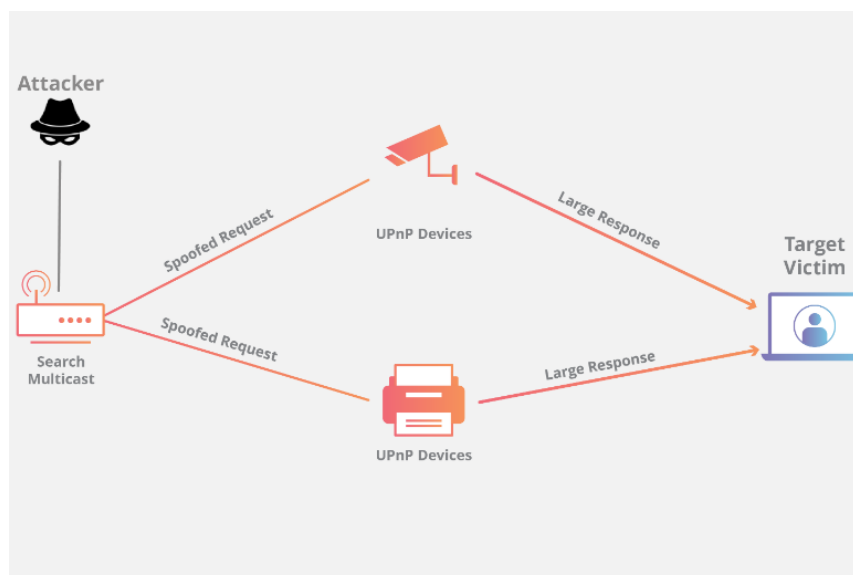 Attacker
Spoofed Request
Large Response
UPnP Devices
Target
Victim
Spoofed Request
Large Response
Search
Multicast
UPnP Devices